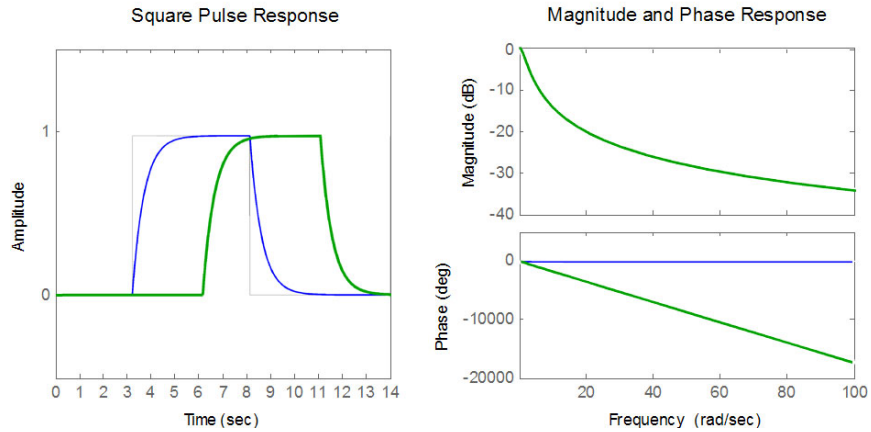 Square Pulse Response
1
0
Amplitude
0 1 2 3 4 5 6 7 8 9 10 11 12 13 14
Time (sec)
Magnitude and Phase Response
0
-10
-20
-30
-40
Magnitude (dB)
0
-10000
-20000
Phase (deg)
20 40 60 80 100
Frequency (rad/sec)